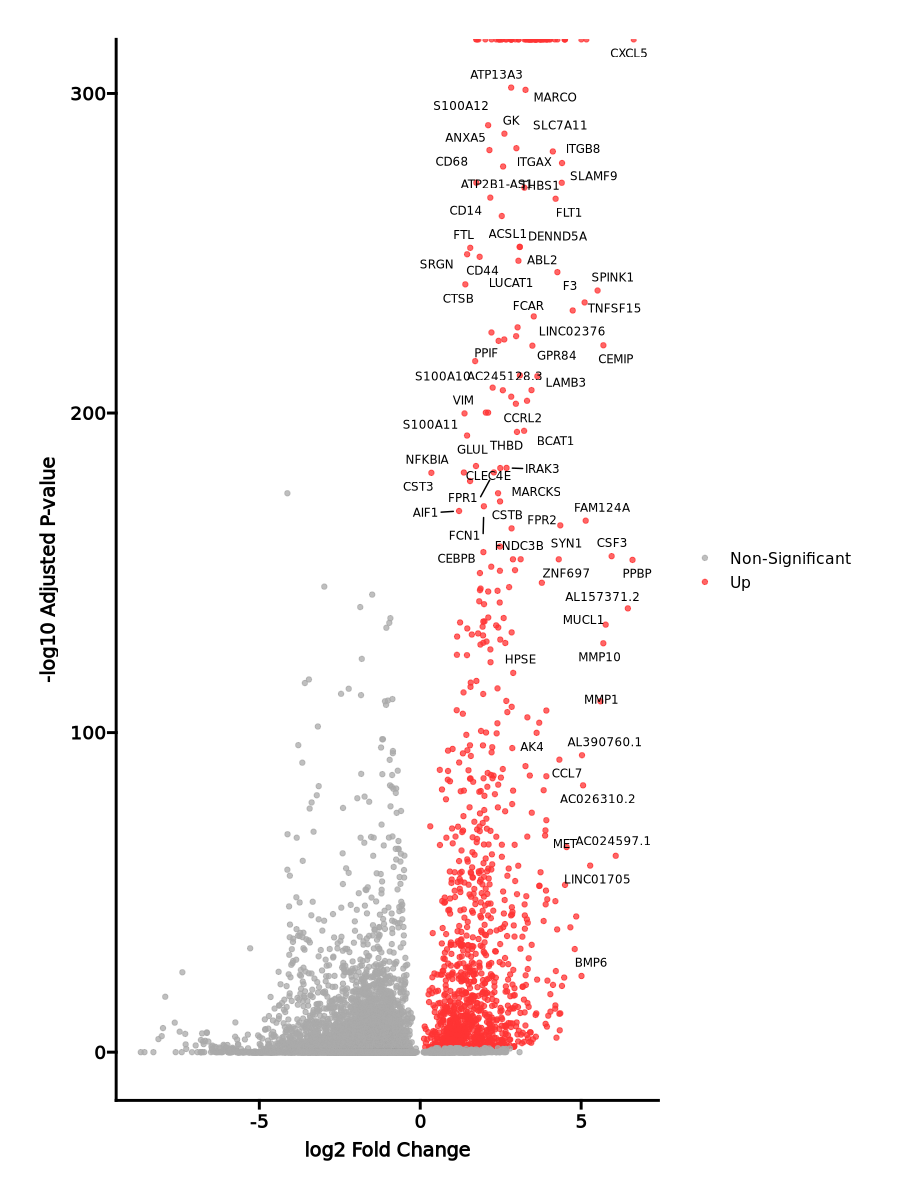 CXCL5
ATP13A3
MARCO
S100A12
GK
SLC7A11
ANXA5
ITGB8
CD68
ITGAX
SLAMF9
ATP2B1-AS1
THBS1
CD14
FLT1
FTL
ACSL1
DENND5A
SRGN
ABL2
CD44
SPINK1
LUCAT1
F3
CTSB
FCAR
TNFSF15
LINC02376
PPIF
GPR84
CEMIP
S100A10
AC245128.3
LAMB3
VIM
CCRL2
S100A11
BCAT1
GLUL
THBD
NFKBIA
IRAK3
CLEC4E
CST3
MARCKS
FPR1
FAM124A
AIF1
CSTB
FPR2
FCN1
SYN1
CSF3
FNDC3B
CEBPB
ZNF697
PPBP
AL157371.2
MUCL1
HPSE
MMP10
MMP1
AK4
AL390760.1
CCL7
AC026310.2
MET
AC024597.1
LINC01705
BMP6
300
200
100
0
-5
0
5
-log10 Adjusted P-value
log2 Fold Change
Non-Significant
Up